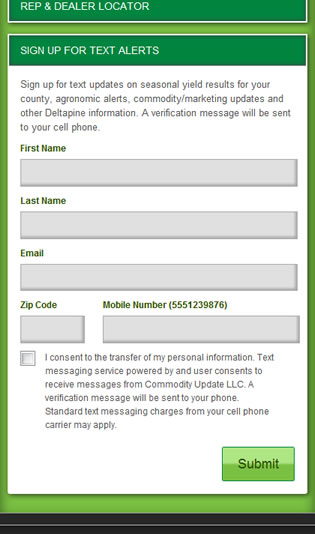 REP & DEALER LOCATOR
SIGN UP FOR TEXT ALERTS
Sign up for text updates on seasonal yield results for your
county, agronomic alerts, commodity/marketing updates and
other Deltapine information. A verification message will be sent
to your cell phone.
First Name
Last Name
Email
Zip Code Mobile Number (5551239876)
I consent to the transfer of my personal information. Text
messaging service powered by and user consents to
receive messages from Commodity Update LLC. A
verification message will be sent to your phone.
Standard text messaging charges from your cell phone
carrier may apply.
Submit